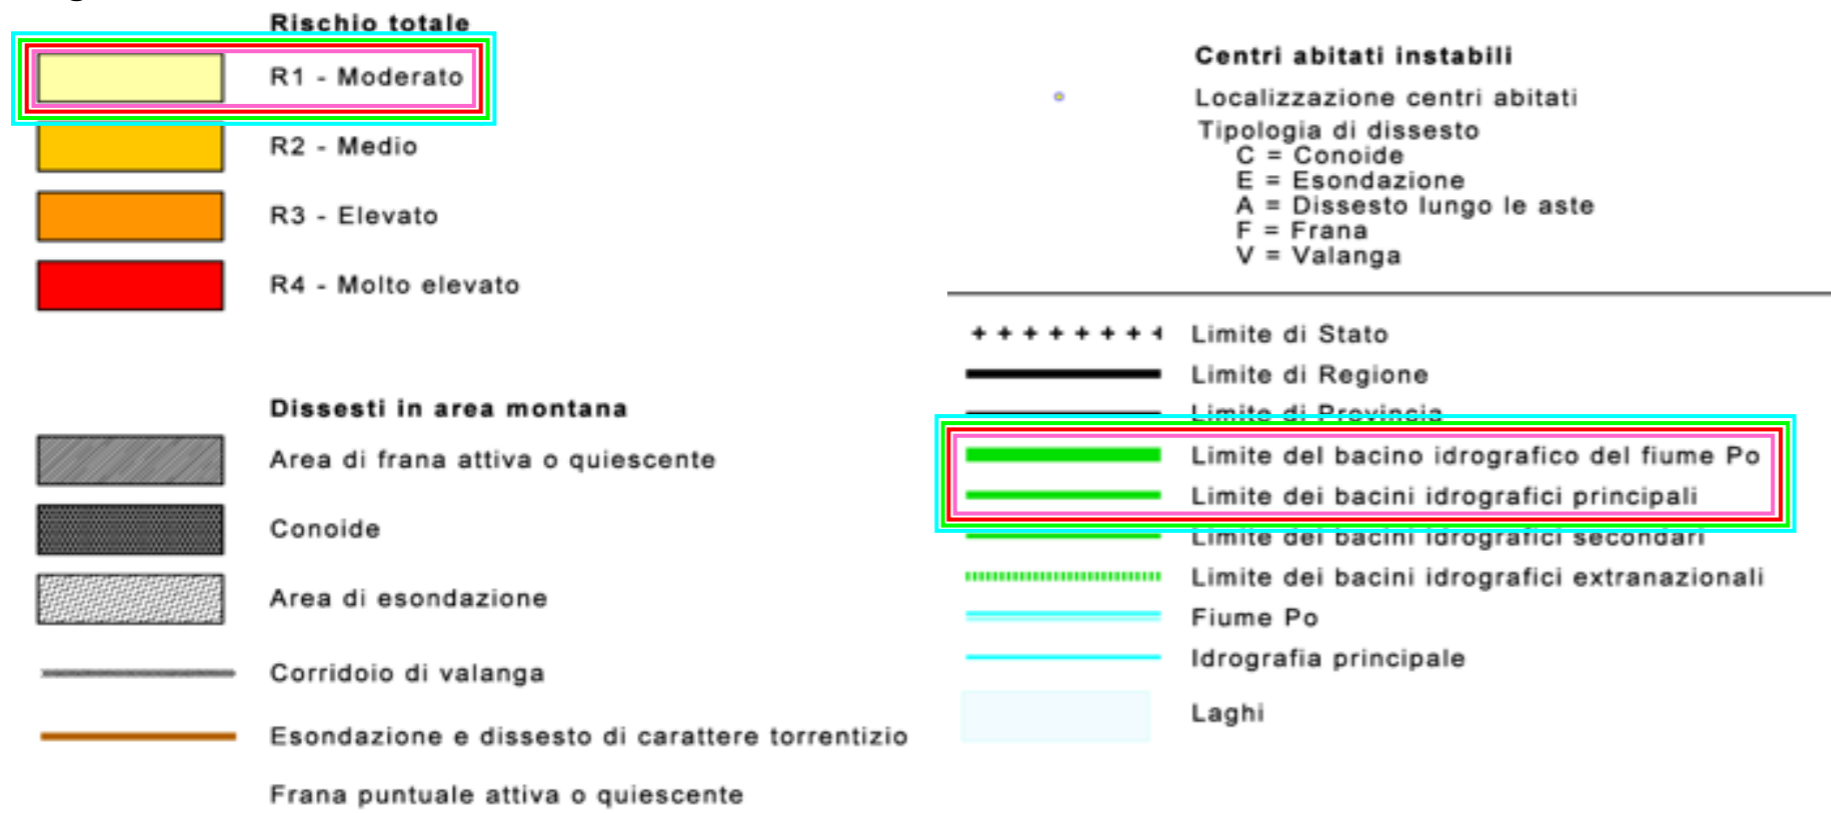 Rischio totale
R1 - Moderato
R2 - Medio
R3 - Elevato
R4 - Molto elevato
Dissesti in area montana
Area di frana attiva o quiescente
Conoide
Area di esondazione
Corridoio di valanga
Esondazione e dissesto di carattere torrentizio
Frana puntuale attiva o quiescente
Centri abitati instabili
Localizzazione centri abitati
Tipologia di dissesto
C = Conoide
E = Esondazione
A = Dissesto lungo le aste
F = Frana
V = Valanga
Limite di Stato
Limite di Regione
Limite di Provincia
Limite del bacino idrografico del fiume Po
Limite dei bacini idrografici principali
Limite dei bacini idrografici secondari
Limite dei bacini idrografici extranazionali
Fiume Po
Idrografia principale
Laghi